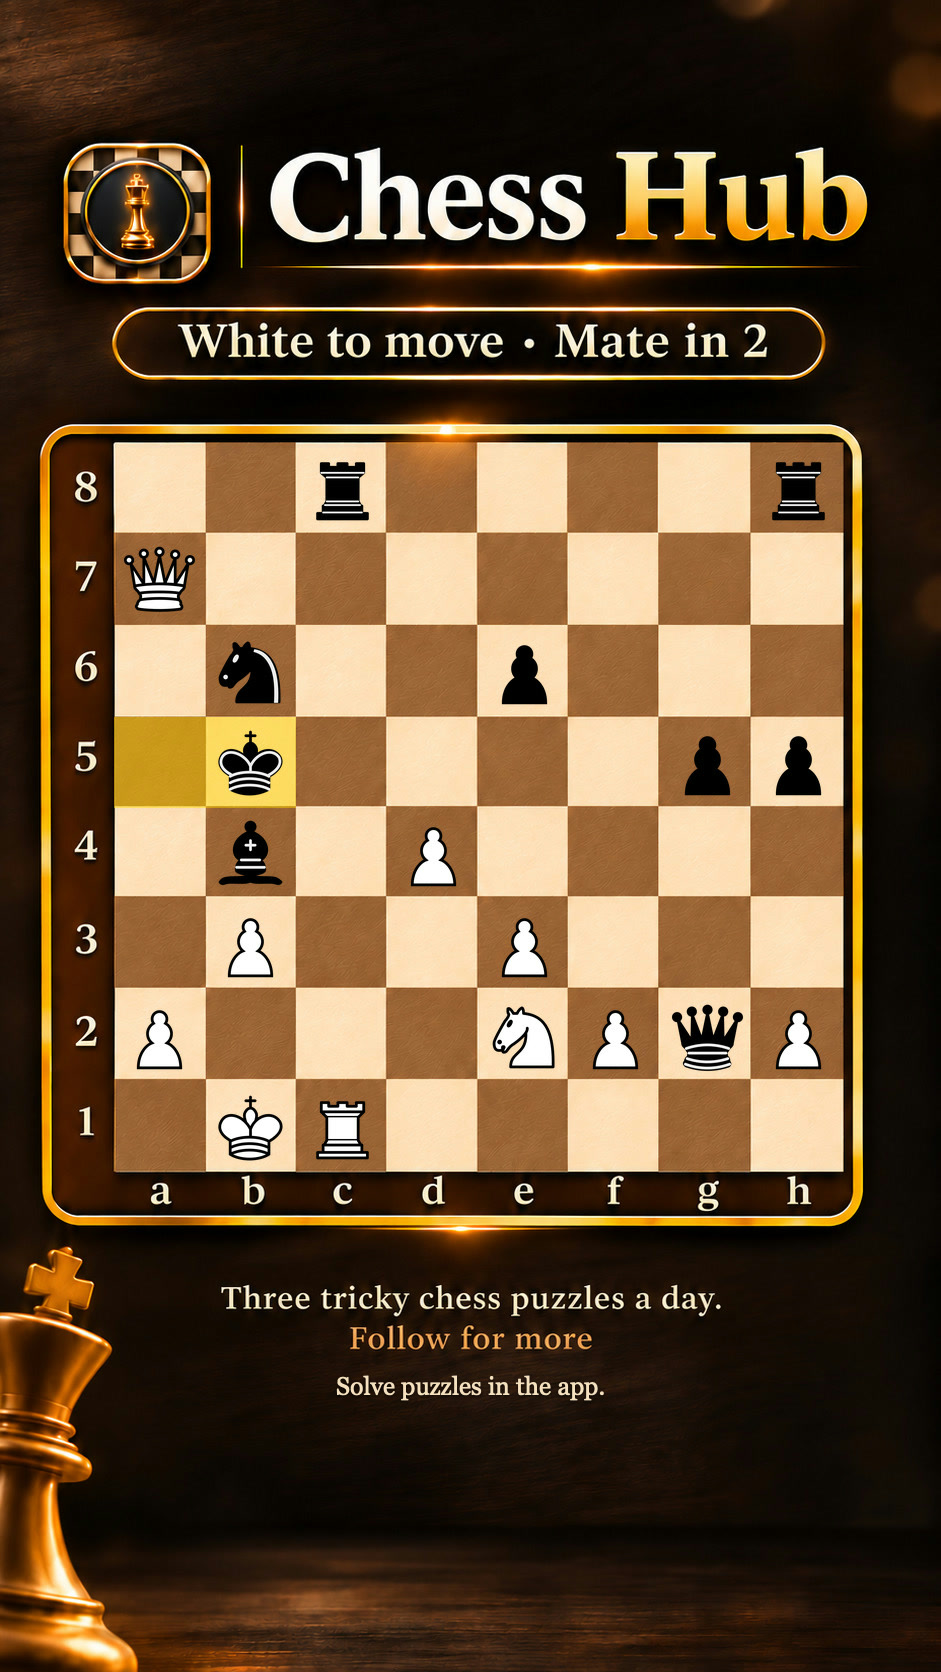 Chess Hub
White to move · Mate in 2
8
7
6
5
4
3
2
1
a b c d e f g h
Three tricky chess puzzles a day.
Follow for more
Solve puzzles in the app.